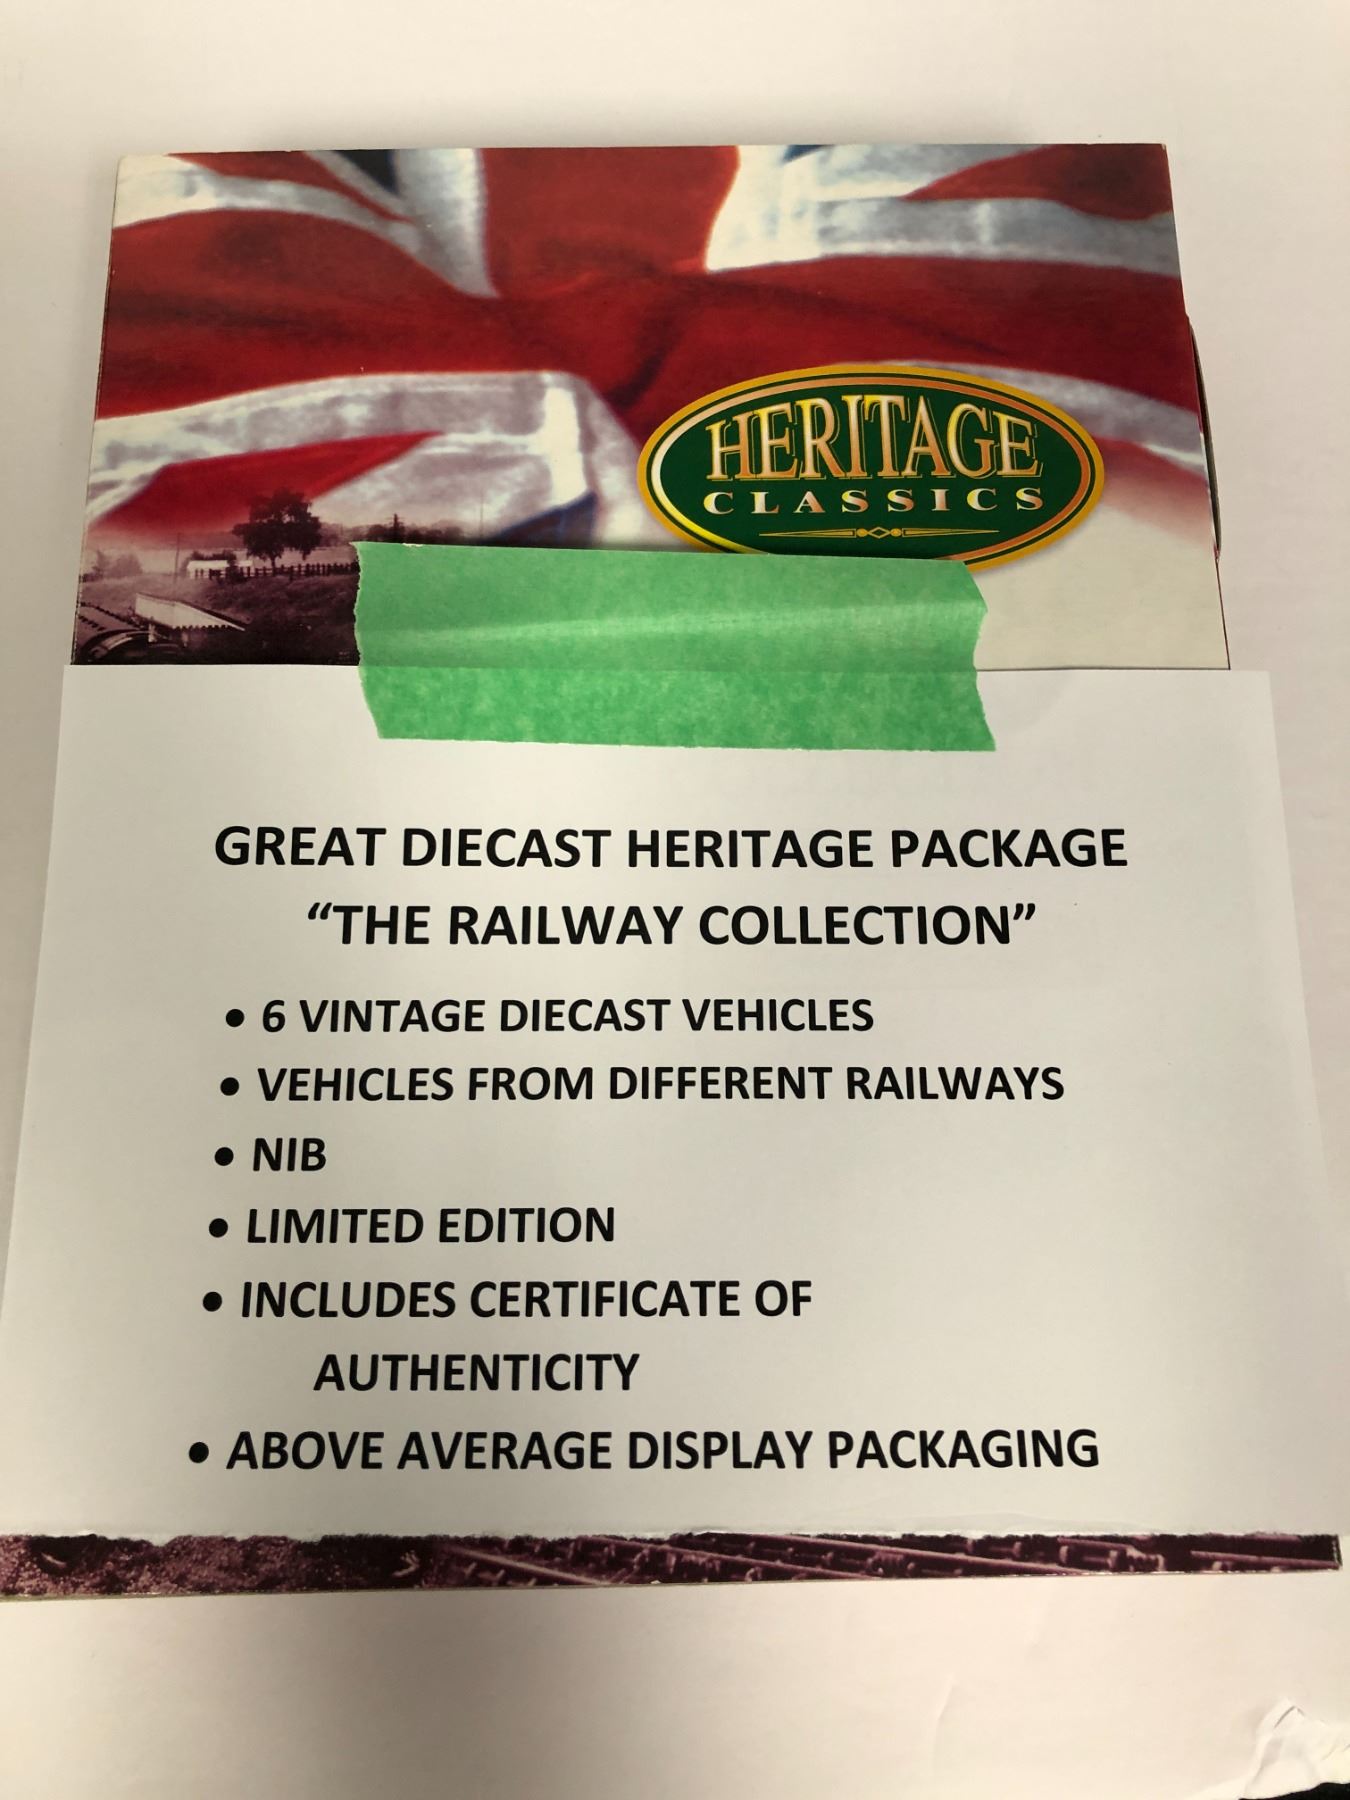 HERITAGE
CLASSICS
GREAT DIECAST HERITAGE PACKAGE
“THE RAILWAY COLLECTION”
• 6 VINTAGE DIECAST VEHICLES
• VEHICLES FROM DIFFERENT RAILWAYS
• NIB
• LIMITED EDITION
• INCLUDES CERTIFICATE OF
AUTHENTICITY
• ABOVE AVERAGE DISPLAY PACKAGING